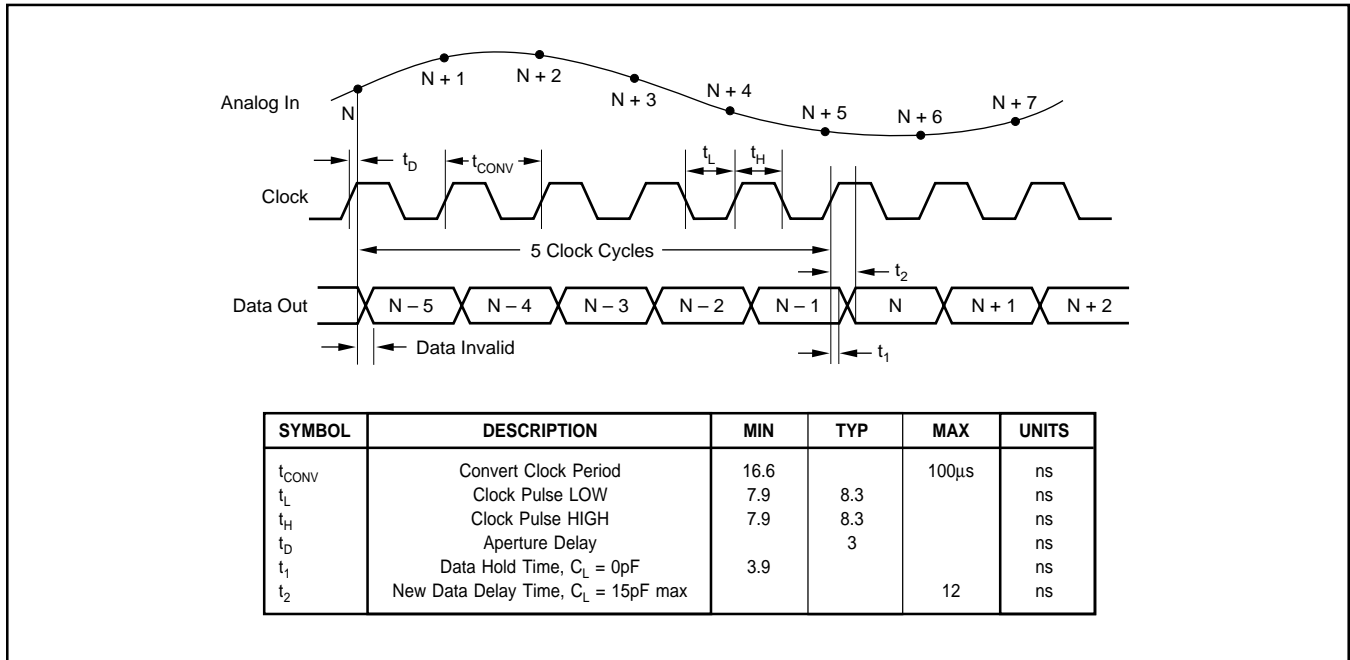 N + 1
N + 2
N + 3
N + 4
N + 5
N + 6
N + 7
Analog In
N
t_D
t_CONV
t_L
t_H
Clock
5 Clock Cycles
t_2
Data Out
N – 5
N – 4
N – 3
N – 2
N – 1
N
N + 1
N + 2
Data Invalid
t_1
SYMBOL DESCRIPTION MIN TYP MAX UNITS
t_CONV Convert Clock Period 16.6 100µs ns
t_L Clock Pulse LOW 7.9 8.3 ns
t_H Clock Pulse HIGH 7.9 8.3 ns
t_D Aperture Delay 3 ns
t_1 Data Hold Time, C_L = 0pF 3.9 ns
t_2 New Data Delay Time, C_L = 15pF max 12 ns